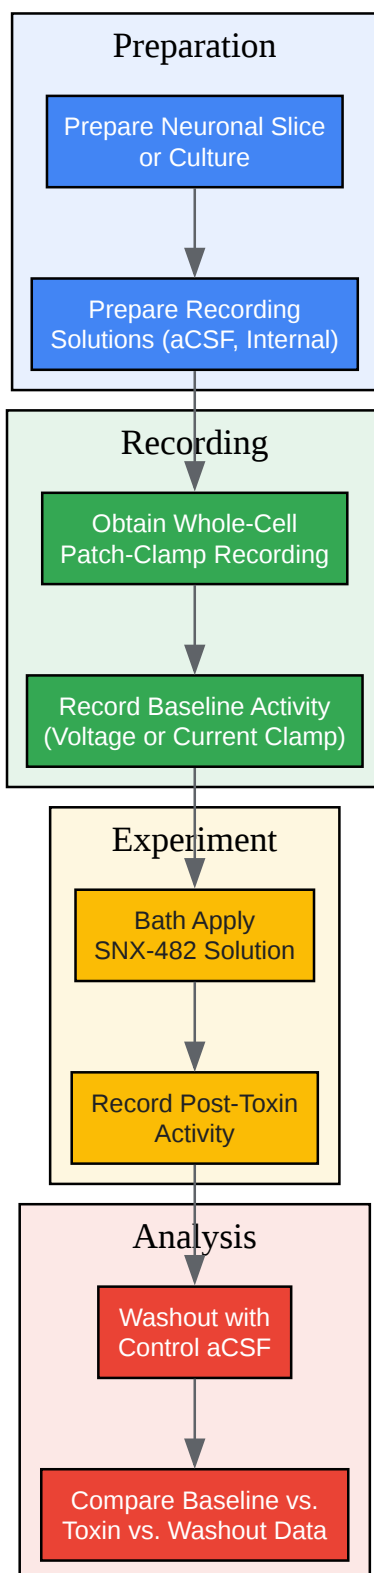 Preparation
Prepare Neuronal Slice
or Culture
Prepare Recording
Solutions (aCSF, Internal)
Recording
Obtain Whole-Cell
Patch-Clamp Recording
Record Baseline Activity
(Voltage or Current Clamp)
Experiment
Bath Apply
SNX-482 Solution
Record Post-Toxin
Activity
Analysis
Washout with
Control aCSF
Compare Baseline vs.
Toxin vs. Washout Data